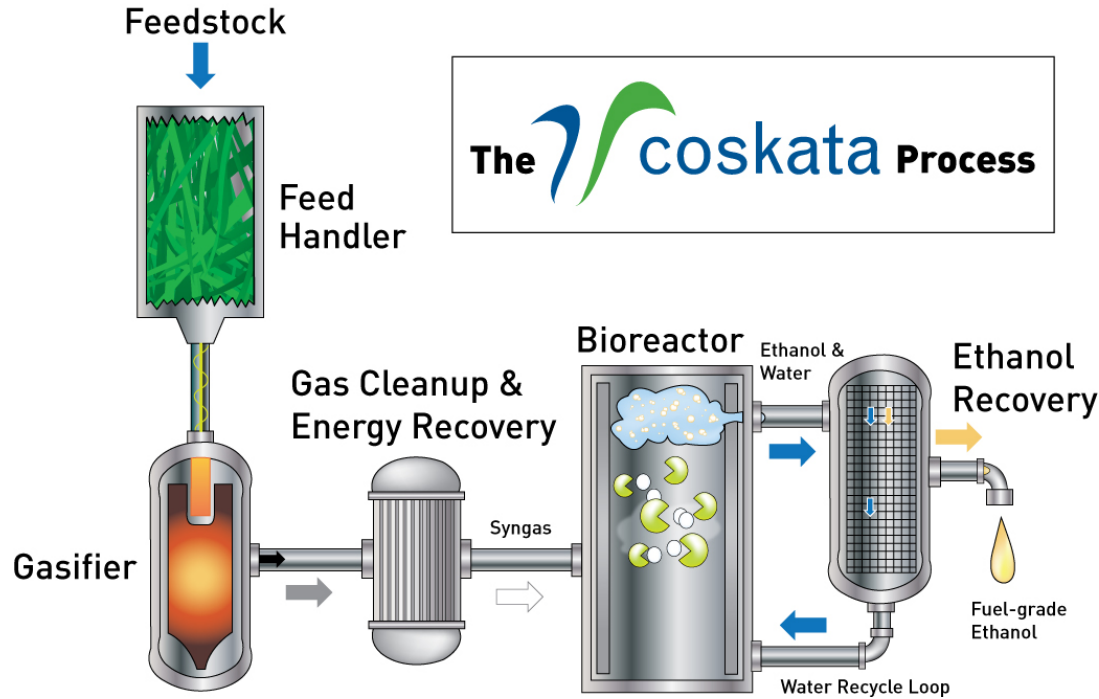 Feedstock
The coskata Process
Feed
Handler
Bioreactor
Ethanol &
Water
Ethanol
Recovery
Gas Cleanup &
Energy Recovery
Syngas
Gasifier
Fuel-grade
Ethanol
Water Recycle Loop